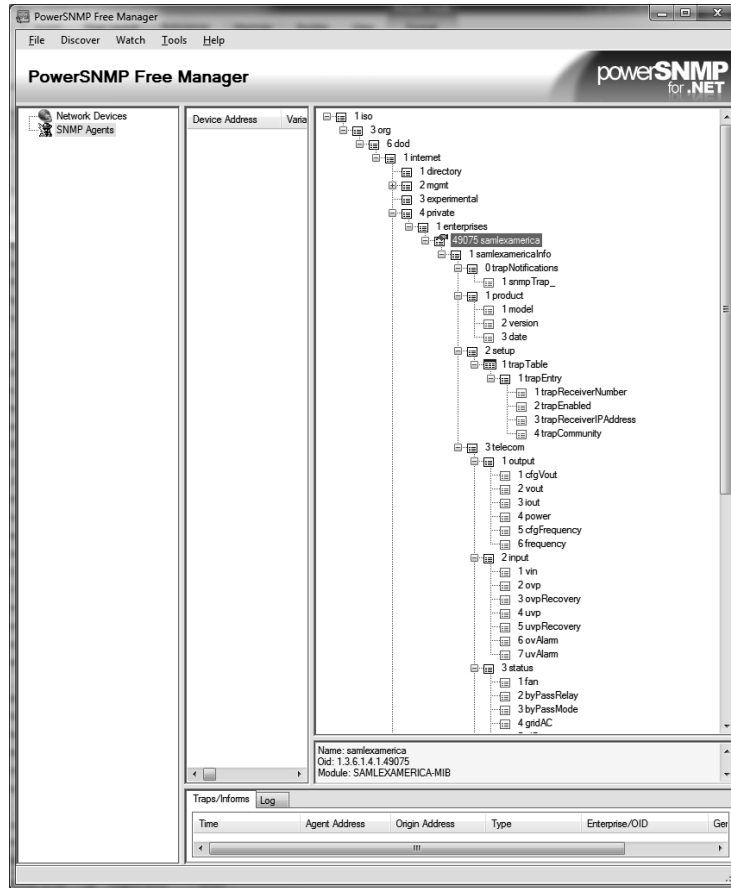 PowerSNMP Free Manager
File Discover Watch Tools Help
PowerSNMP Free Manager
powerSNMP
for .NET
Network Devices
SNMP Agents
Device Address Varia
1 iso
3 org
6 dod
1 internet
1 directory
2 mgmt
3 experimental
4 private
1 enterprises
49075 samlexamerica
1 samlexamericaInfo
0 trapNotifications
1 snmpTrap_
1 product
1 model
2 version
3 date
2 setup
1 trapTable
1 trapEntry
1 trapReceiverNumber
2 trapEnabled
3 trapReceiverIPAddress
4 trapCommunity
3 telecom
1 output
1 cfgVout
2 vout
3 iout
4 power
5 cfgFrequency
6 frequency
2 input
1 vin
2 ovp
3 ovpRecovery
4 uvp
5 uvpRecovery
6 ovAlarm
7 uvAlarm
3 status
1 fan
2 byPassRelay
3 byPassMode
4 gridAC
Name: samlexamerica
Oid: 1.3.6.1.4.1.49075
Module: SAMLEXAMERICA-MIB
Traps/Informs Log
Time Agent Address Origin Address Type Enterprise/OID Ger